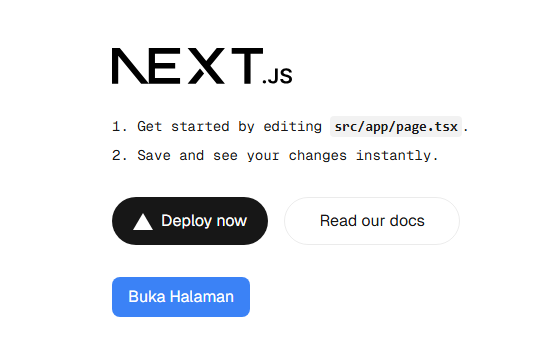 NEXT.JS
1. Get started by editing src/app/page.tsx.
2. Save and see your changes instantly.
Deploy now
Read our docs
Buka Halaman